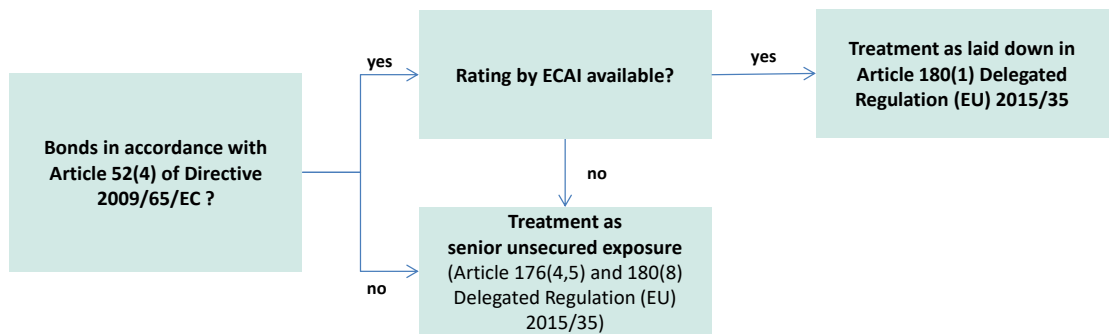 Bonds in accordance with
Article 52(4) of Directive
2009/65/EC ?
yes
Rating by ECAI available?
yes
Treatment as laid down in
Article 180(1) Delegated
Regulation (EU) 2015/35
no
no
Treatment as
senior unsecured exposure
(Article 176(4,5) and 180(8)
Delegated Regulation (EU)
2015/35)